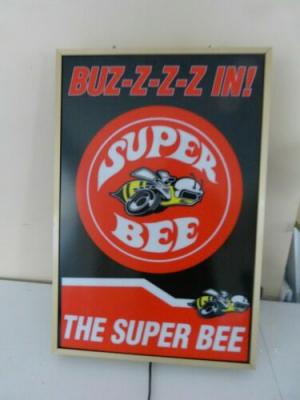 BUZ-Z-Z-Z IN!
SUPER
BEE
THE SUPER BEE